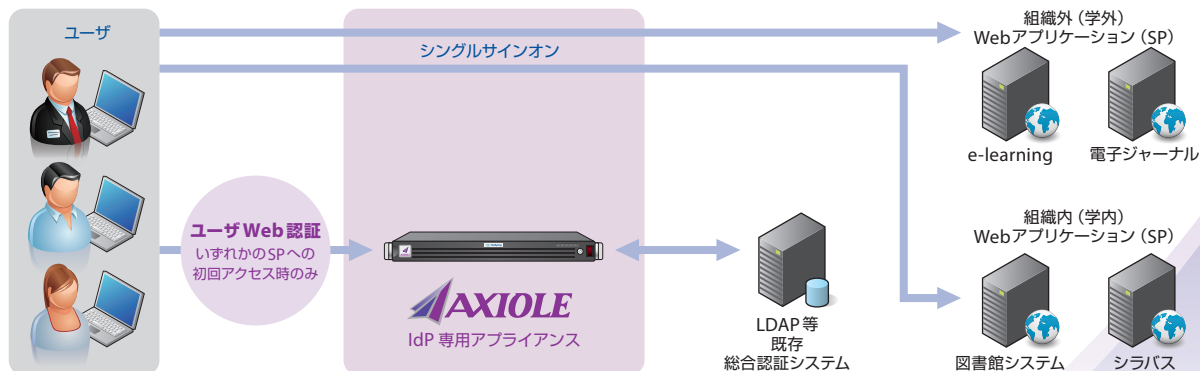 ユーザ
シングルサインオン
組織外（学外）
Webアプリケーション（SP）
e-learning
電子ジャーナル
ユーザWeb認証
いずれかのSPへの
初回アクセス時のみ
AXIOLE
IdP 専用アプライアンス
LDAP 等
既存
総合認証システム
組織内（学内）
Webアプリケーション（SP）
図書館システム
シラバス